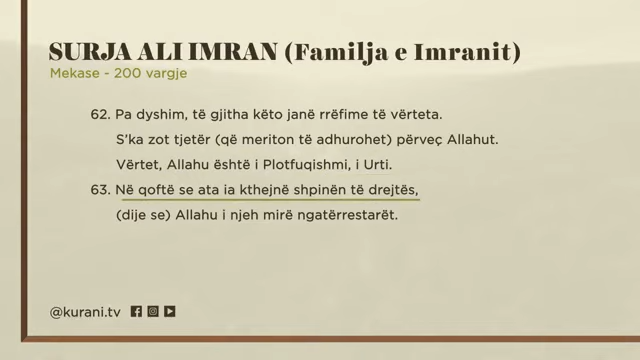 SURJA ALI IMRAN (Familja e Imranit)
Mekase - 200 vargje
62. Pa dyshim, të gjitha këto janë rrëfime të vërteta.
S'ka zot tjetër (që meriton të adhurohet) përveç Allahut.
Vërtet, Allahu është i Plotfuqishmi, i Urti.
63. Në qoftë se ata ia kthejnë shpinën të drejtës,
(dije se) Allahu i njeh mirë ngatërrestarët.
@kurani.tv